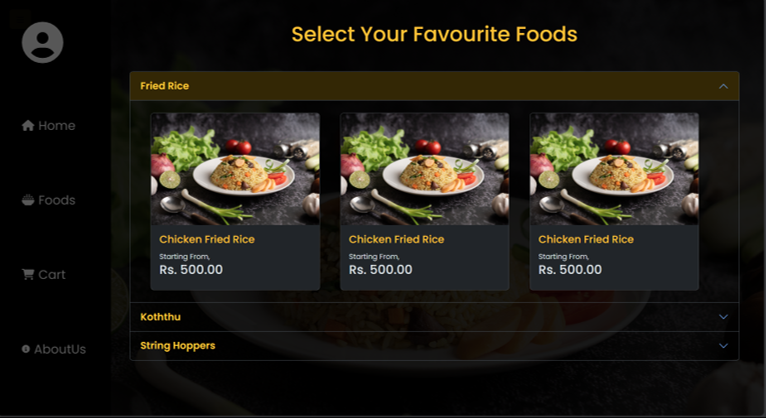 Select Your Favourite Foods
Home
Foods
Cart
AboutUs
Fried Rice
Chicken Fried Rice
Starting From,
Rs. 500.00
Chicken Fried Rice
Starting From,
Rs. 500.00
Chicken Fried Rice
Starting From,
Rs. 500.00
Koththu
String Hoppers